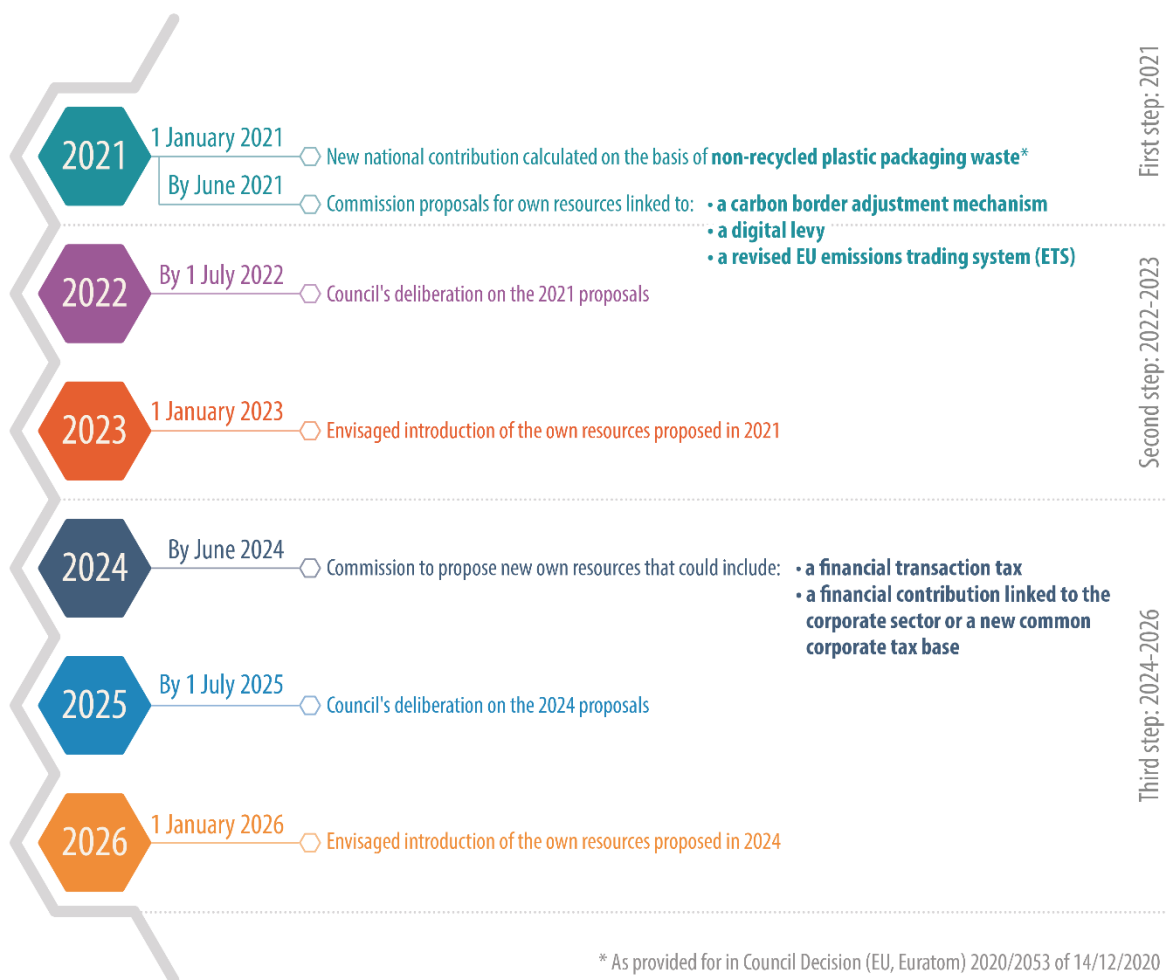 First step: 2021
2021
1 January 2021
New national contribution calculated on the basis of non-recycled plastic packaging waste*
By June 2021
Commission proposals for own resources linked to:
• a carbon border adjustment mechanism
• a digital levy
• a revised EU emissions trading system (ETS)
Second step: 2022-2023
2022
By 1 July 2022
Council's deliberation on the 2021 proposals
2023
1 January 2023
Envisaged introduction of the own resources proposed in 2021
Third step: 2024-2026
2024
By June 2024
Commission to propose new own resources that could include:
• a financial transaction tax
• a financial contribution linked to the
corporate sector or a new common
corporate tax base
2025
By 1 July 2025
Council's deliberation on the 2024 proposals
2026
1 January 2026
Envisaged introduction of the own resources proposed in 2024
* As provided for in Council Decision (EU, Euratom) 2020/2053 of 14/12/2020